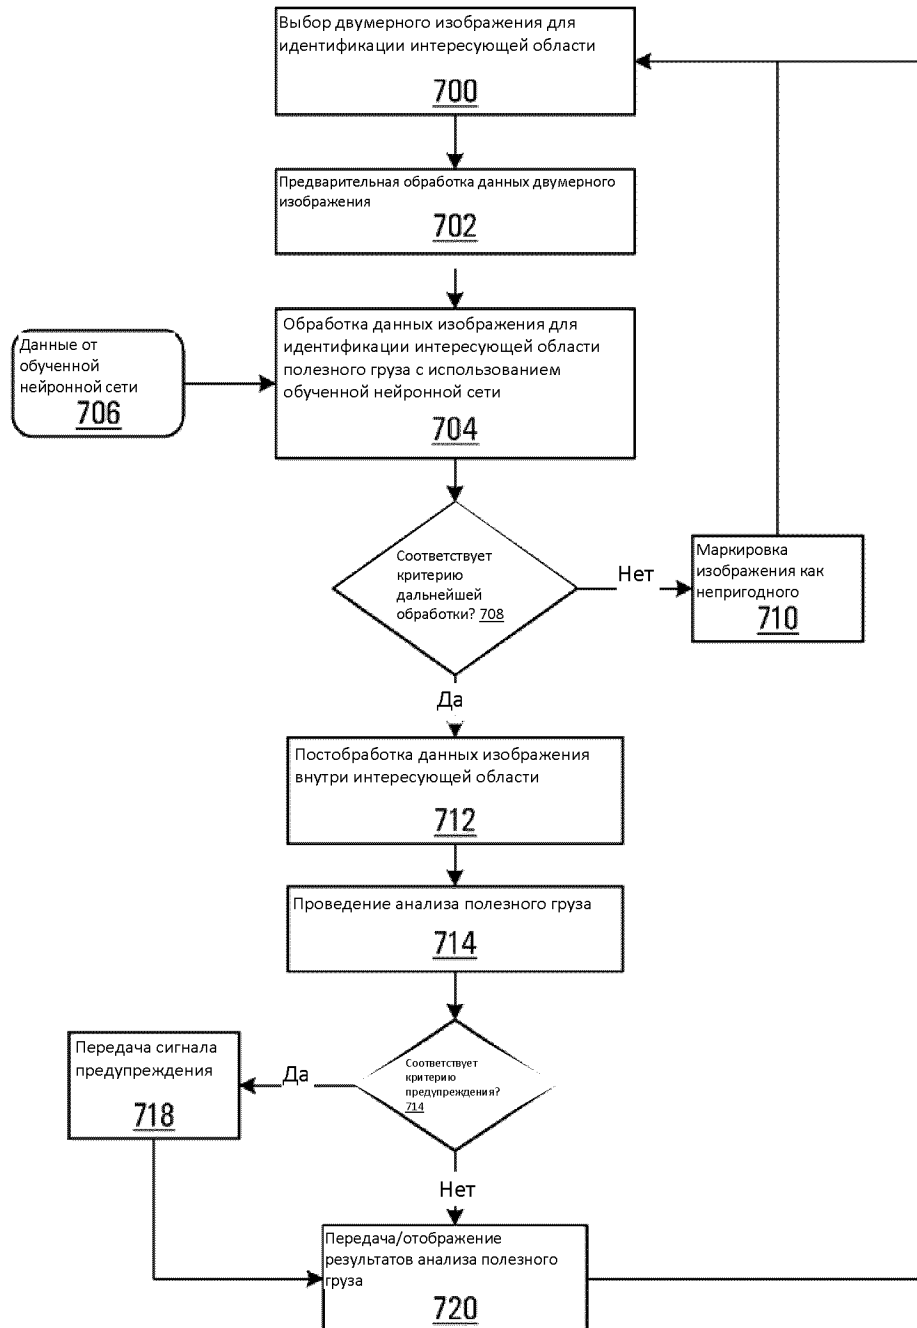 Выбор двумерного изображения для
идентификации интересующей области
700
Предварительная обработка данных двумерного
изображения
702
Обработка данных изображения для
идентификации интересующей области
полезного груза с использованием
обученной нейронной сети
704
Данные от
обученной
нейронной сети
706
Соответствует
критерию
дальнейшей
обработки? 708
Нет
Маркировка
изображения как
непригодного
710
Да
Постобработка данных изображения
внутри интересующей области
712
Проведение анализа полезного груза
714
Соответствует
критерию
предупреждения?
714
Да
Передача сигнала
предупреждения
718
Нет
Передача/отображение
результатов анализа полезного
груза
720